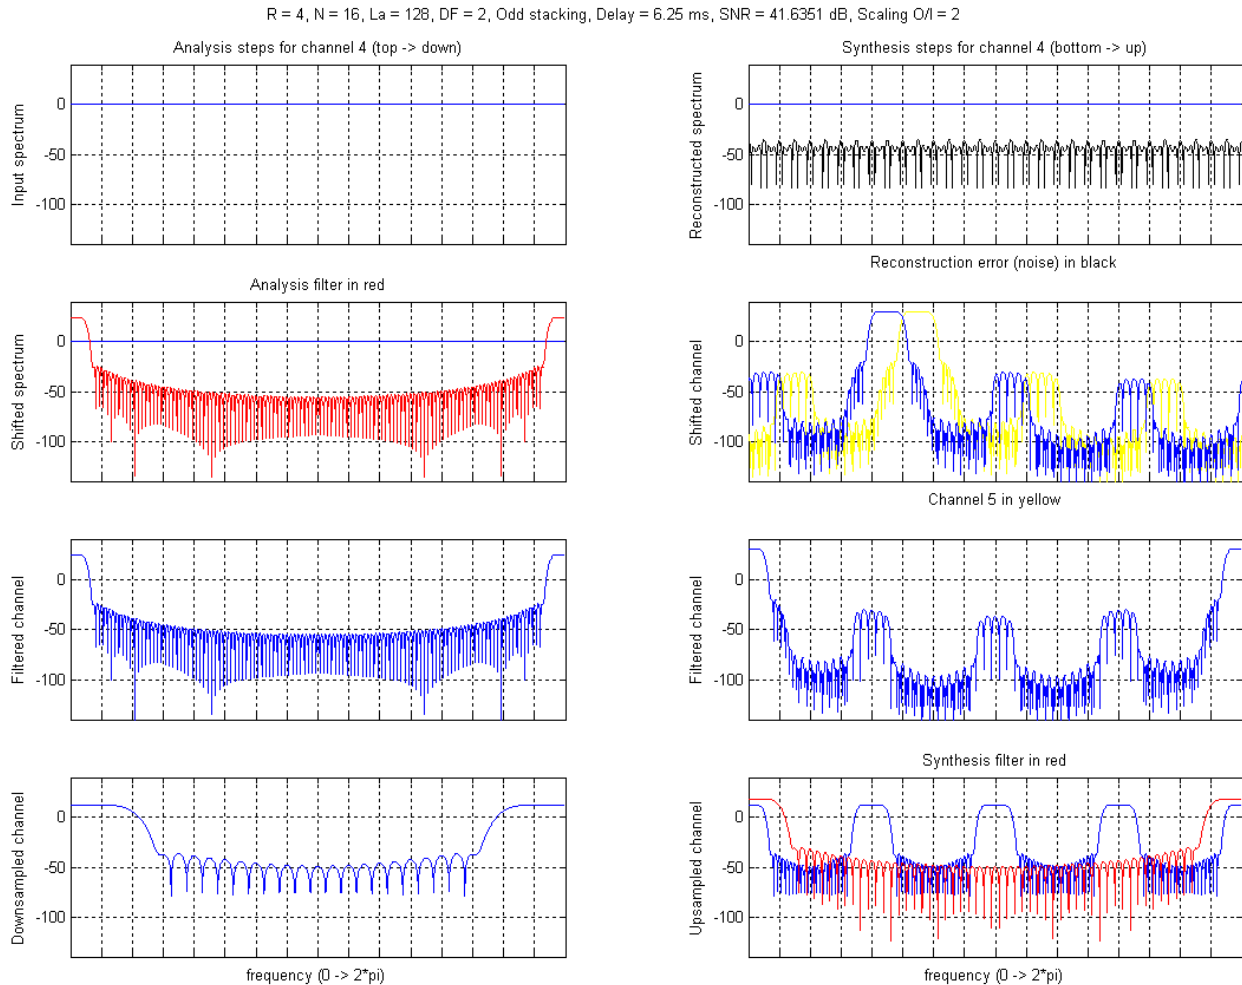 R = 4, N = 16, La = 128, DF = 2, Odd stacking, Delay = 6.25 ms, SNR = 41.6351 dB, Scaling O/I = 2
Analysis steps for channel 4 (top -> down)
Input spectrum
0
-50
-100
Analysis filter in red
Shifted spectrum
0
-50
-100
Filtered channel
0
-50
-100
Downsampled channel
0
-50
-100
frequency (0 -> 2*pi)
Synthesis steps for channel 4 (bottom -> up)
Reconstructed spectrum
0
-50
-100
Reconstruction error (noise) in black
Shifted channel
0
-50
-100
Channel 5 in yellow
Filtered channel
0
-50
-100
Synthesis filter in red
Upsampled channel
0
-50
-100
frequency (0 -> 2*pi)